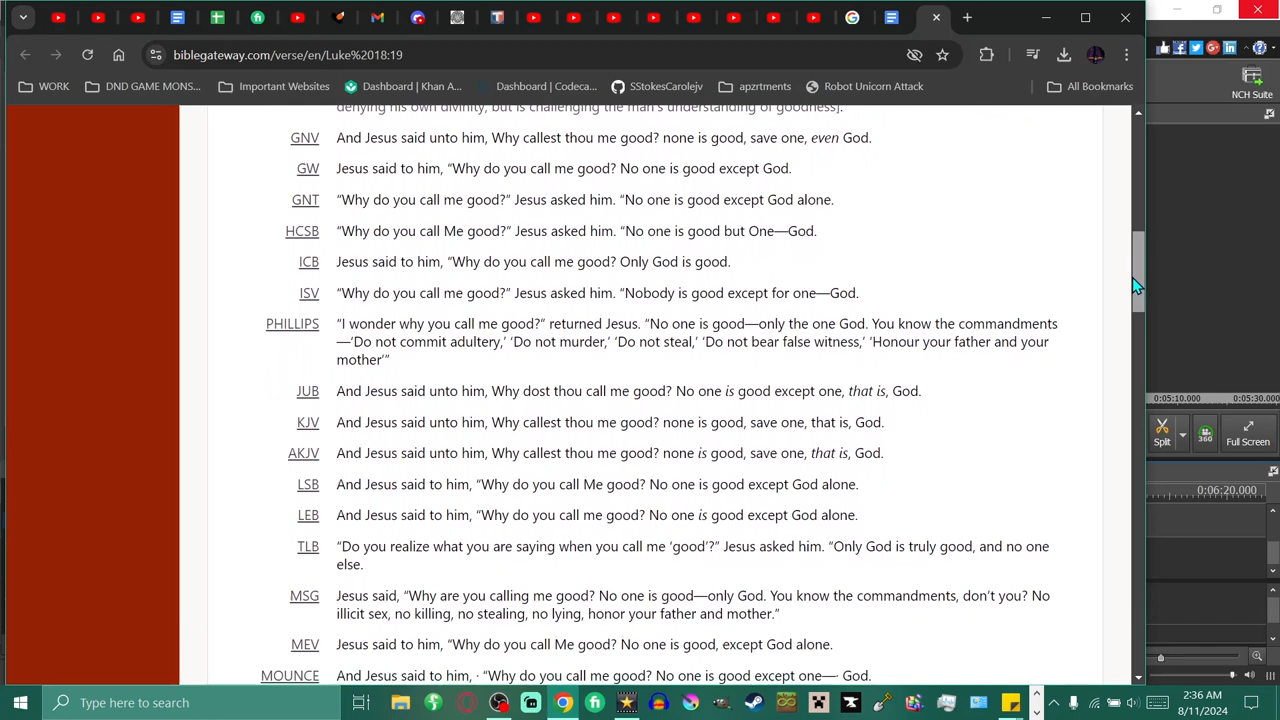 biblegateway.com/verse/en/Luke%2018:19
WORK
DND GAME MONS...
Important Websites
Dashboard | Khan A...
Dashboard | Codeca...
SStokesCarolejv
apzrtments
Robot Unicorn Attack
All Bookmarks
NCH Suite
denying his own divinity, but is challenging the man's understanding of goodness].
GNV And Jesus said unto him, Why callest thou me good? none is good, save one, even God.
GW Jesus said to him, “Why do you call me good? No one is good except God.
GNT “Why do you call me good?” Jesus asked him. “No one is good except God alone.
HCSB “Why do you call Me good?” Jesus asked him. “No one is good but One—God.
ICB Jesus said to him, “Why do you call me good? Only God is good.
ISV “Why do you call me good?” Jesus asked him. “Nobody is good except for one—God.
PHILLIPS “I wonder why you call me good?” returned Jesus. “No one is good—only the one God. You know the commandments
—‘Do not commit adultery,’ ‘Do not murder,’ ‘Do not steal,’ ‘Do not bear false witness,’ ‘Honour your father and your
mother’”
JUB And Jesus said unto him, Why dost thou call me good? No one is good except one, that is, God.
KJV And Jesus said unto him, Why callest thou me good? none is good, save one, that is, God.
AKJV And Jesus said unto him, Why callest thou me good? none is good, save one, that is, God.
LSB And Jesus said to him, “Why do you call Me good? No one is good except God alone.
LEB And Jesus said to him, “Why do you call me good? No one is good except God alone.
TLB “Do you realize what you are saying when you call me ‘good’?” Jesus asked him. “Only God is truly good, and no one
else.
MSG Jesus said, “Why are you calling me good? No one is good—only God. You know the commandments, don’t you? No
illicit sex, no killing, no stealing, no lying, honor your father and mother.”
MEV Jesus said to him, “Why do you call Me good? No one is good, except God alone.
MOUNCE And Jesus said to him, · “Why do you call me good? No one is good except one—· God.
0:05:10.000 0:05:30.000
Split
360
Full Screen
0:06:20.000
Type here to search
2:36 AM
8/11/2024